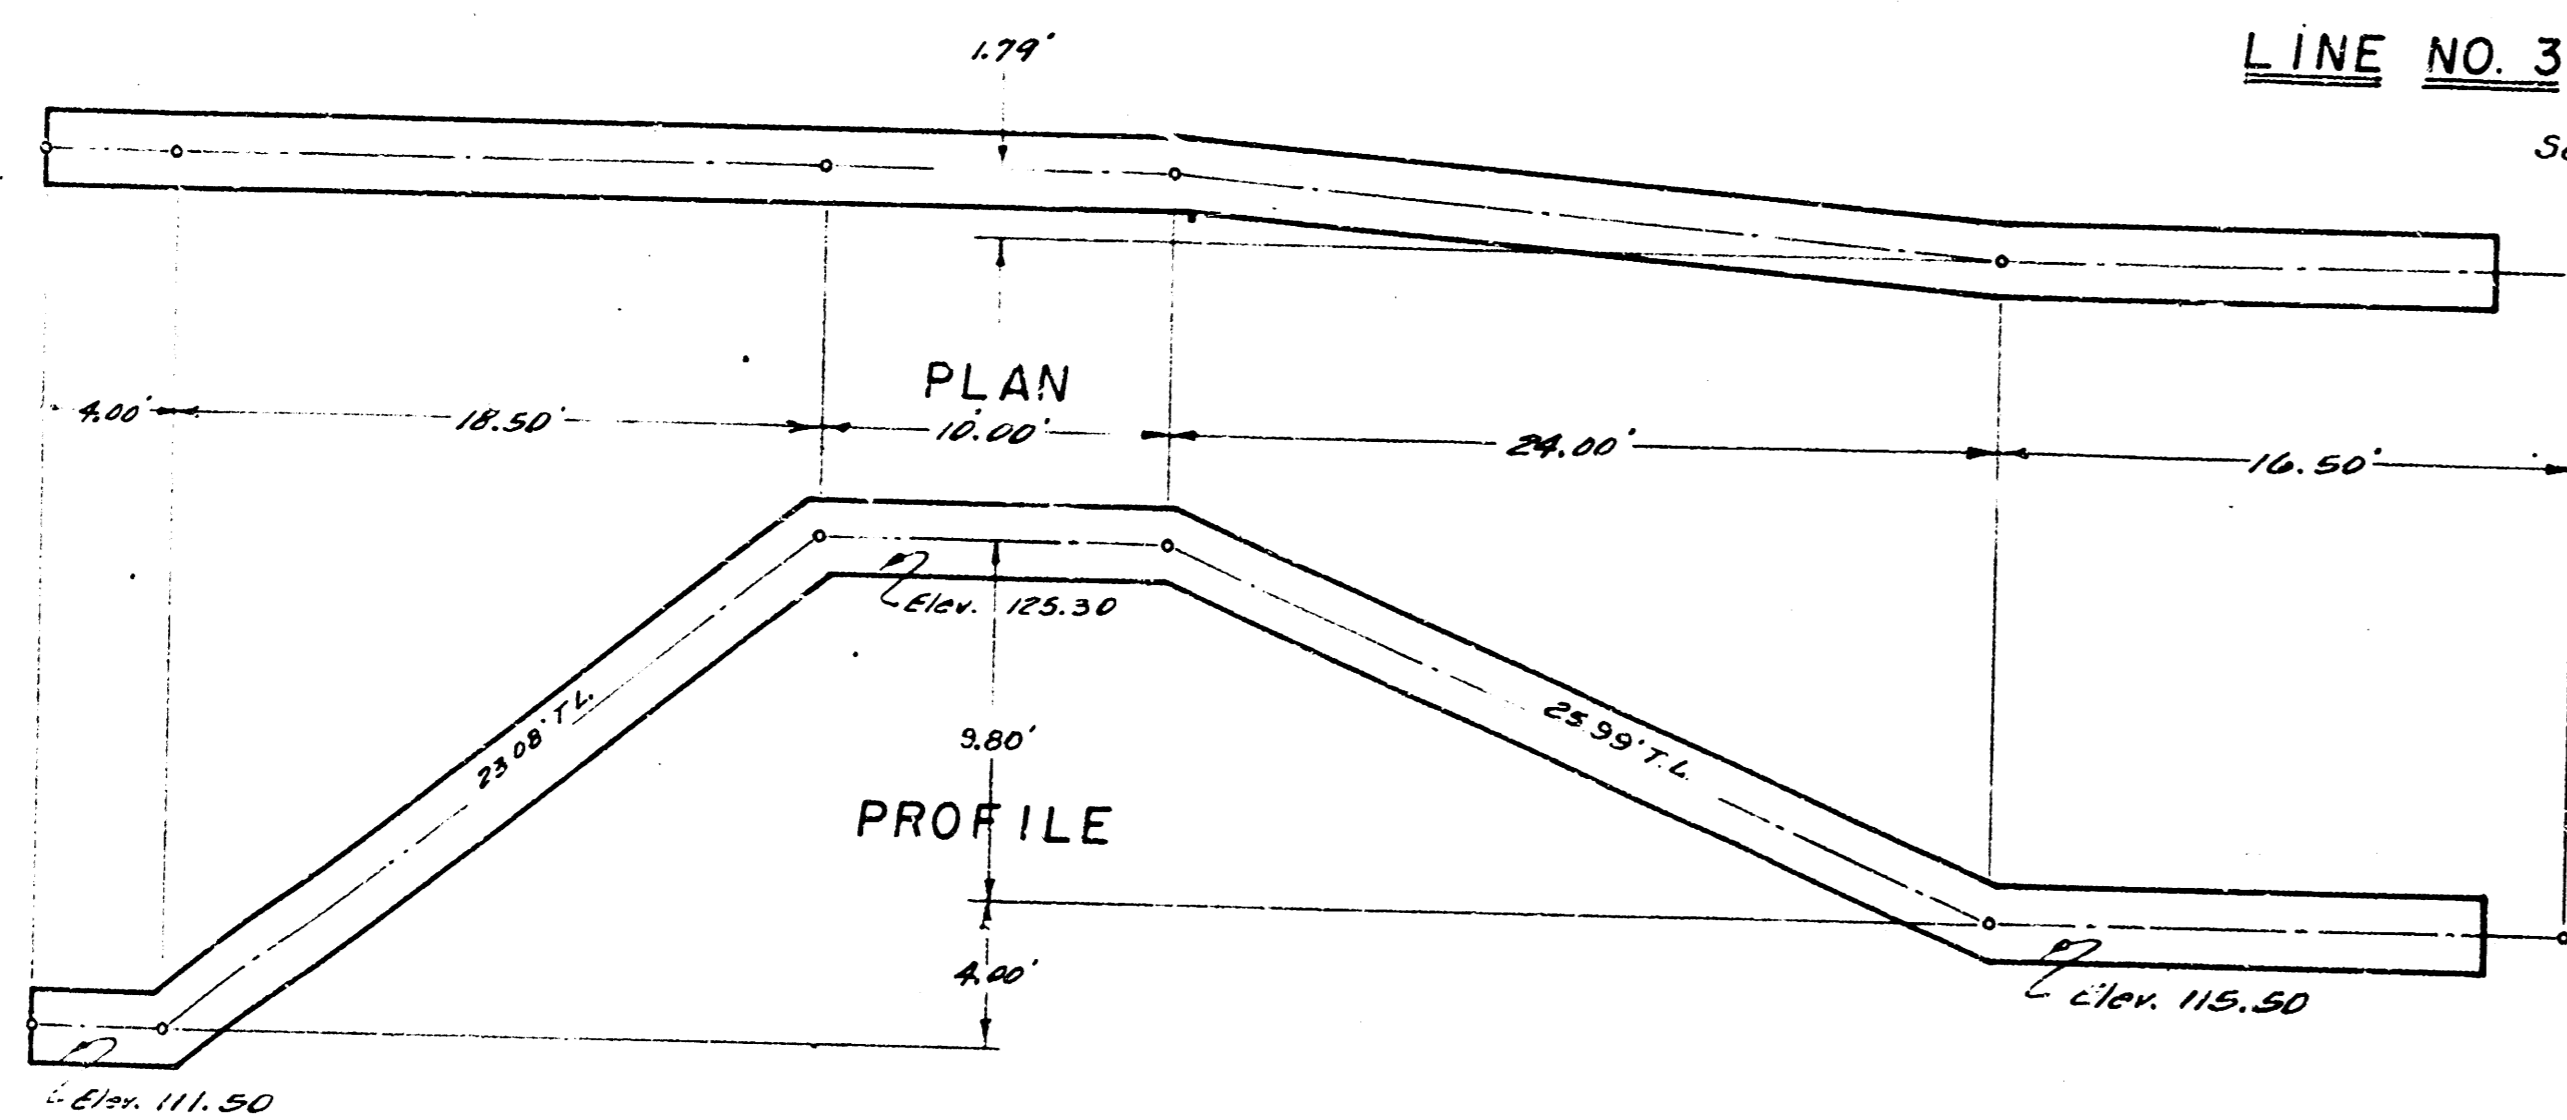 1.79'
LINE NO. 3
PLAN
4.00'
18.50'
10.00'
24.00'
16.50'
Elev. 125.30
23.08' T.L.
25.99' T.L.
9.80'
PROFILE
4.00'
Elev. 115.50
Elev. 111.50